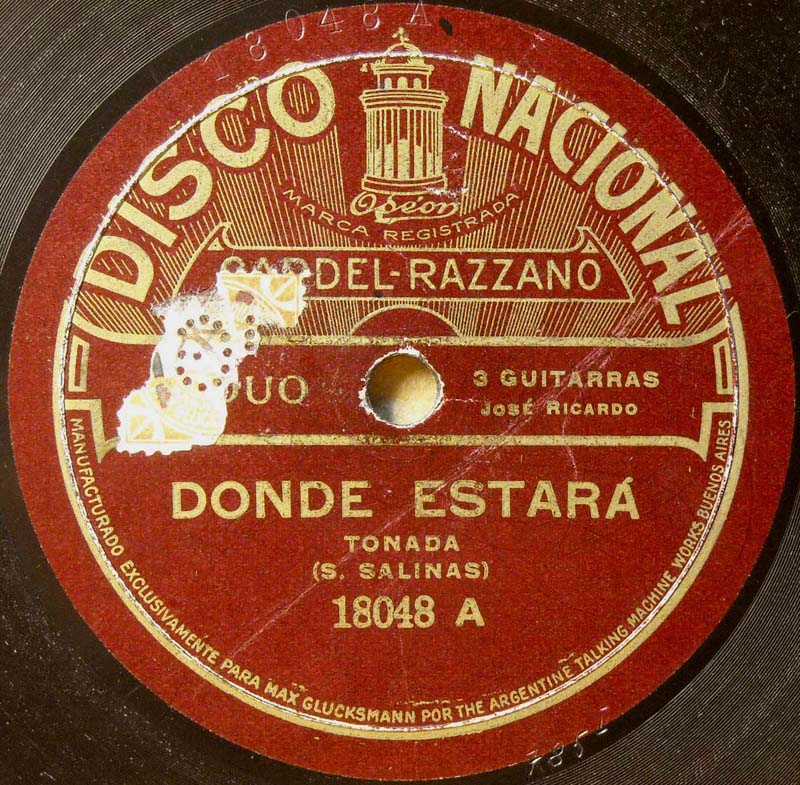 18048 A
DISCO NACIONAL
Odeon
MARCA REGISTRADA
GARDEL-RAZZANO
DUO
3 GUITARRAS
JOSÉ RICARDO
DONDE ESTARÁ
TONADA
(S. SALINAS)
18048 A
MANUFACTURADO EXCLUSIVAMENTE PARA MAX GLUCKSMANN POR THE ARGENTINE TALKING MACHINE WORKS BUENOS AIRES